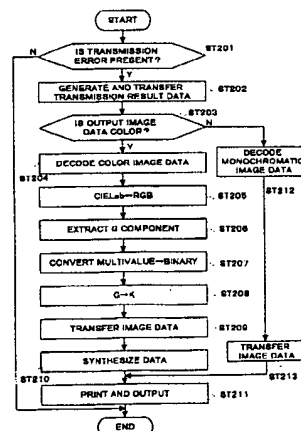 START
IS TRANSMISSION
ERROR PRESENT?
ST201
N
Y
GENERATE AND TRANSFER
TRANSMISSION RESULT DATA
ST202
ST203
IS OUTPUT IMAGE
DATA COLOR?
N
Y
ST204
DECODE COLOR IMAGE DATA
DECODE
MONOCHROMATIC
IMAGE DATA
ST212
CIELab→RGB
ST205
EXTRACT G COMPONENT
ST206
CONVERT MULTIVALUE→BINARY
ST207
G→K
ST208
TRANSFER IMAGE DATA
ST209
SYNTHESIZE DATA
TRANSFER
IMAGE DATA
ST210
ST213
PRINT AND OUTPUT
ST211
END